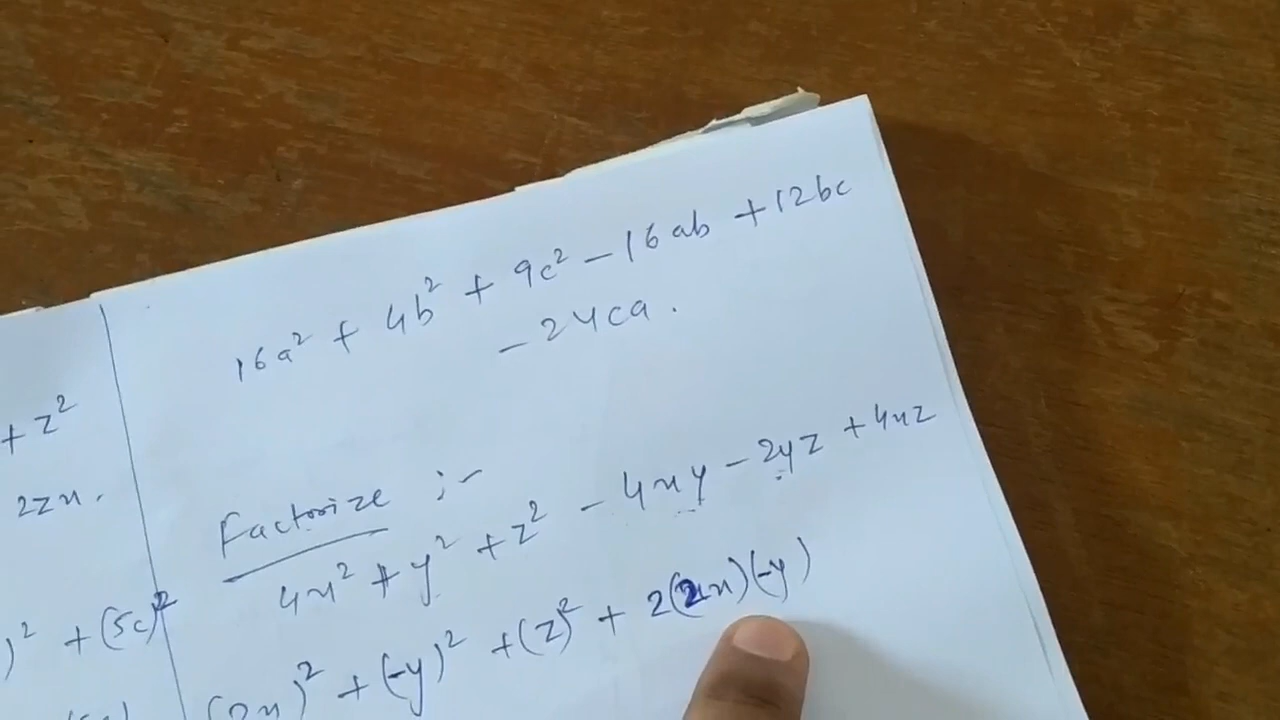 16a² + 4b² + 9c² - 16ab + 12bc
- 24ca.
+ z²
2zx.
Factorize :-
4x² + y² + z² - 4xy - 2yz + 4xz
)² + (5c)²
(2x)² + (-y)² + (z)² + 2(2x)(-y)